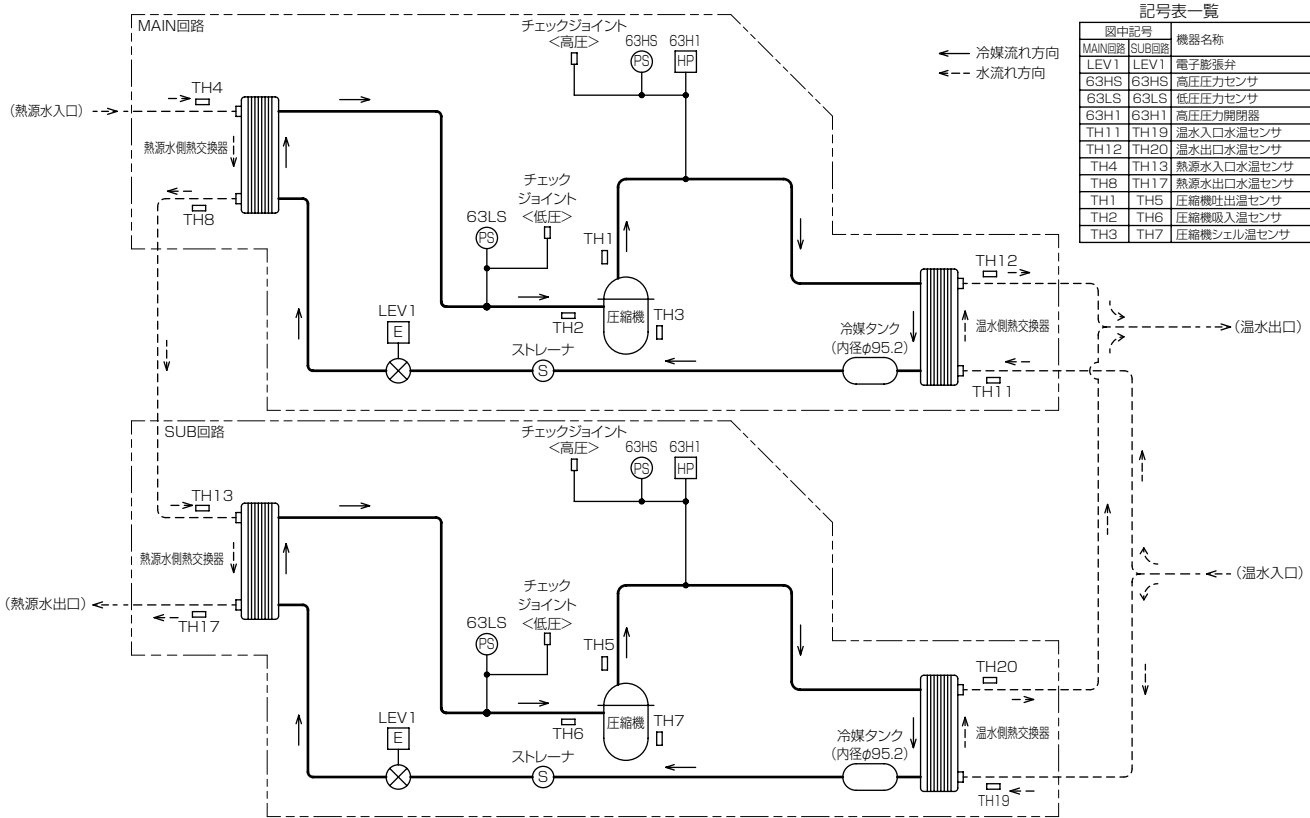 記号表一覧
図中記号 機器名称
MAIN回路 SUB回路
LEV1 LEV1 電子膨張弁
63HS 63HS 高圧圧力センサ
63LS 63LS 低圧圧力センサ
63H1 63H1 高圧圧力開閉器
TH11 TH19 温水入口水温センサ
TH12 TH20 温水出口水温センサ
TH4 TH13 熱源水入口水温センサ
TH8 TH17 熱源水出口水温センサ
TH1 TH5 圧縮機吐出温センサ
TH2 TH6 圧縮機吸入温センサ
TH3 TH7 圧縮機シェル温センサ
冷媒流れ方向
水流れ方向
MAIN回路
チェックジョイント
<高圧>
63HS
PS
63H1
HP
TH4
(熱源水入口)
熱源水側熱交換器
TH8
63LS
PS
チェック
ジョイント
<低圧>
TH1
TH2
圧縮機
TH3
LEV1
E
ストレーナ
S
冷媒タンク
(内径φ95.2)
TH12
温水側熱交換器
TH11
(温水出口)
SUB回路
チェックジョイント
<高圧>
63HS
PS
63H1
HP
TH13
熱源水側熱交換器
(熱源水出口)
TH17
63LS
PS
チェック
ジョイント
<低圧>
TH5
TH6
圧縮機
TH7
LEV1
E
ストレーナ
S
冷媒タンク
(内径φ95.2)
TH20
温水側熱交換器
TH19
(温水入口)